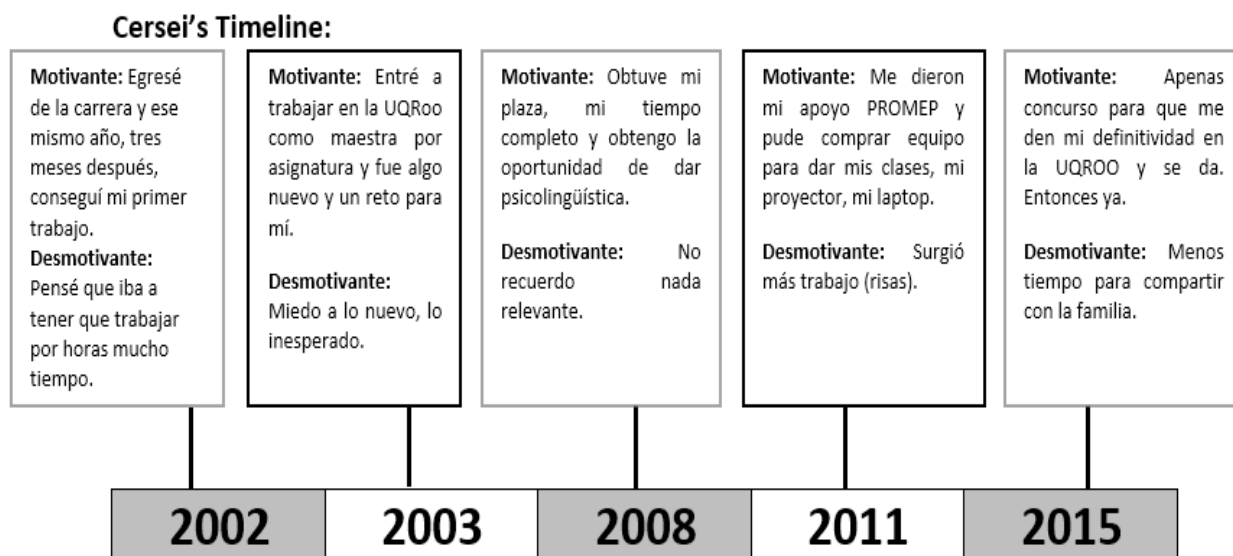 Cersei's Timeline:
Motivante: Egresé
de la carrera y ese
mismo año, tres
meses después,
conseguí mi primer
trabajo.
Desmotivante:
Pensé que iba a
tener que trabajar
por horas mucho
tiempo.
Motivante: Entré a
trabajar en la UQRoo
como maestra por
asignatura y fue algo
nuevo y un reto para
mí.
Desmotivante:
Miedo a lo nuevo, lo
inesperado.
Motivante: Obtuve mi
plaza, mi tiempo
completo y obtengo la
oportunidad de dar
psicolingüística.
Desmotivante: No
recuerdo nada
relevante.
Motivante: Me dieron
mi apoyo PROMEP y
pude comprar equipo
para dar mis clases, mi
proyector, mi laptop.
Desmotivante: Surgió
más trabajo (risas).
Motivante: Apenas
concurso para que me
den mi definitividad en
la UQROO y se da.
Entonces ya.
Desmotivante: Menos
tiempo para compartir
con la familia.
2002
2003
2008
2011
2015